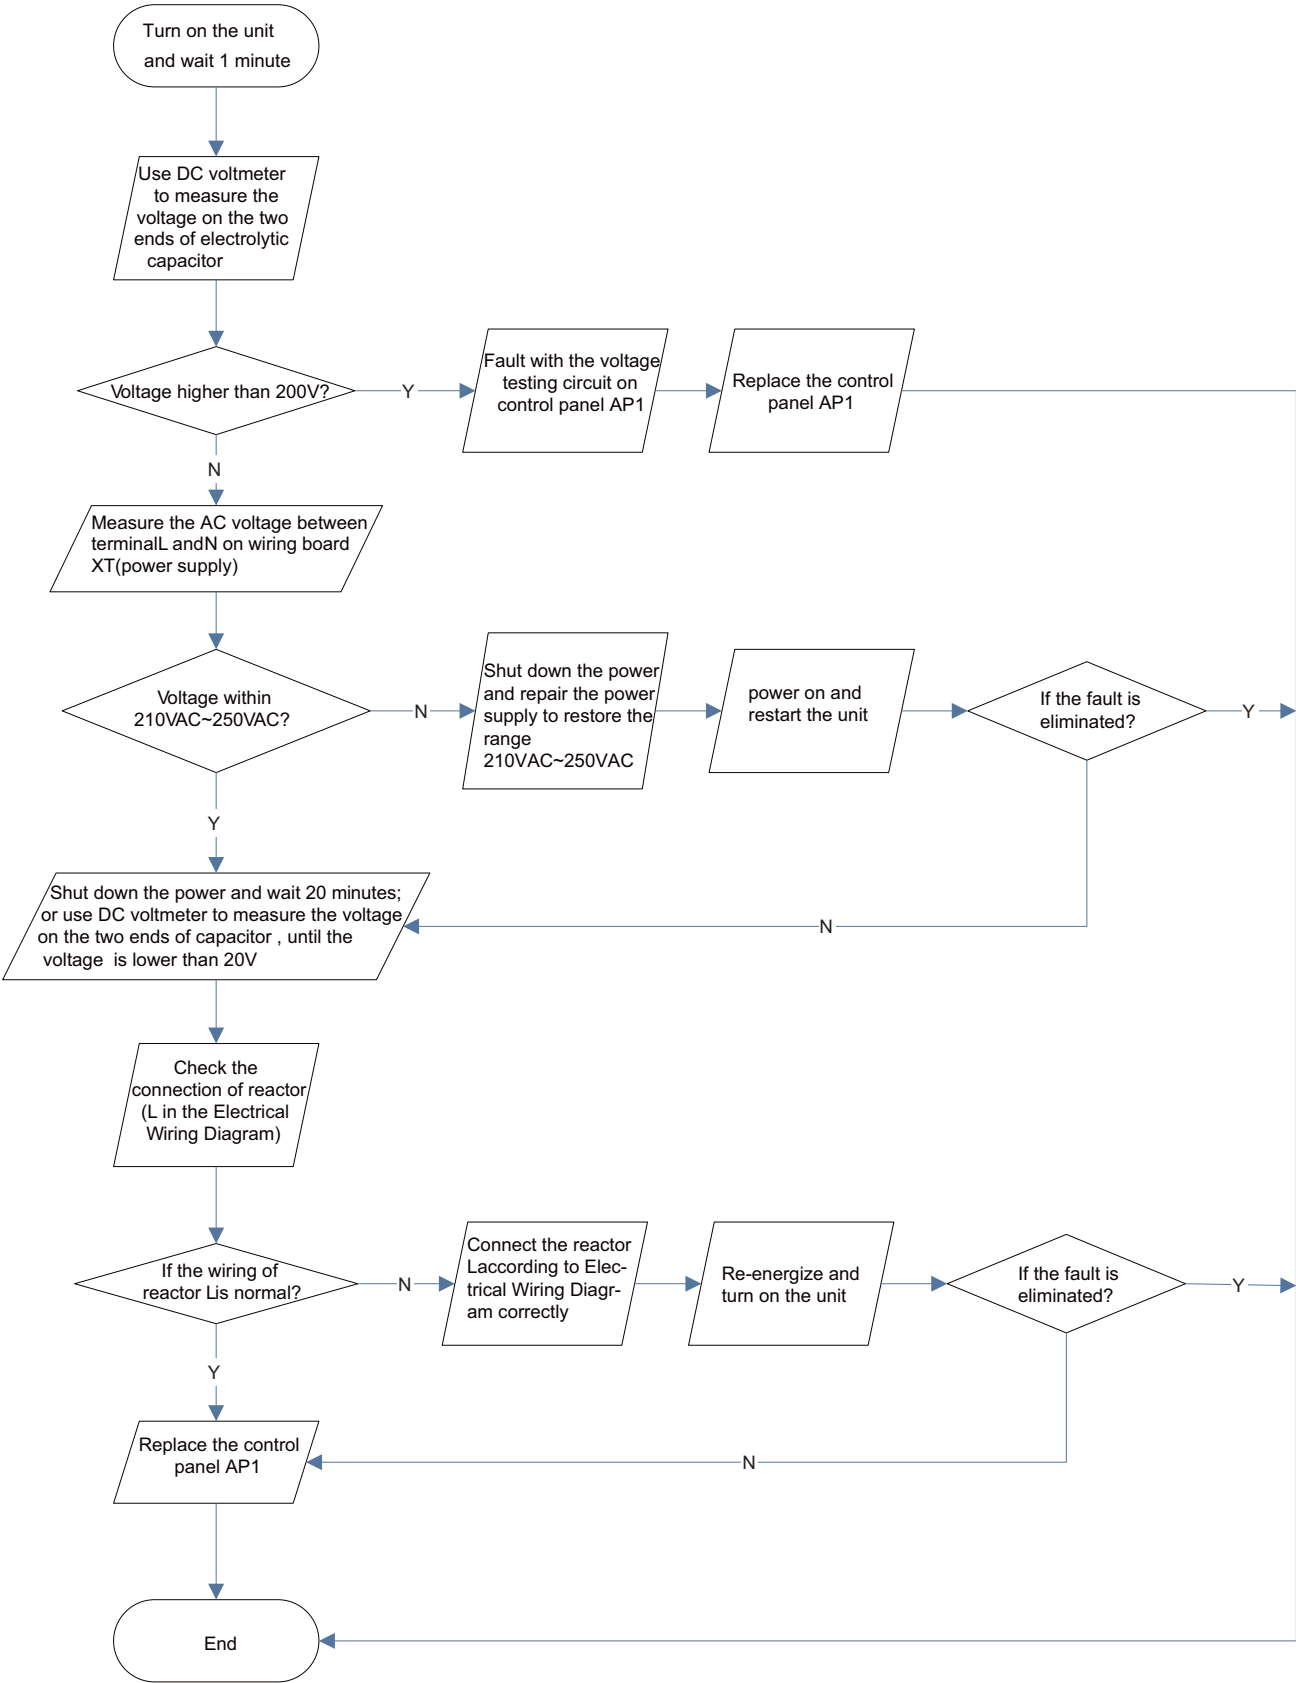 Turn on the unit
and wait 1 minute
Use DC voltmeter
to measure the
voltage on the two
ends of electrolytic
capacitor
Voltage higher than 200V?
Y
Fault with the voltage
testing circuit on
control panel AP1
Replace the control
panel AP1
N
Measure the AC voltage between
terminalL andN on wiring board
XT(power supply)
Voltage within
210VAC~250VAC?
N
Shut down the power
and repair the power
supply to restore the
range
210VAC~250VAC
power on and
restart the unit
If the fault is
eliminated?
Y
Y
Shut down the power and wait 20 minutes;
or use DC voltmeter to measure the voltage
on the two ends of capacitor , until the
voltage  is lower than 20V
N
Check the
connection of reactor
(L in the Electrical
Wiring Diagram)
If the wiring of
reactor Lis normal?
N
Connect the reactor
Laccording to Elec-
trical Wiring Diagr-
am correctly
Re-energize and
turn on the unit
If the fault is
eliminated?
Y
Y
Replace the control
panel AP1
N
End